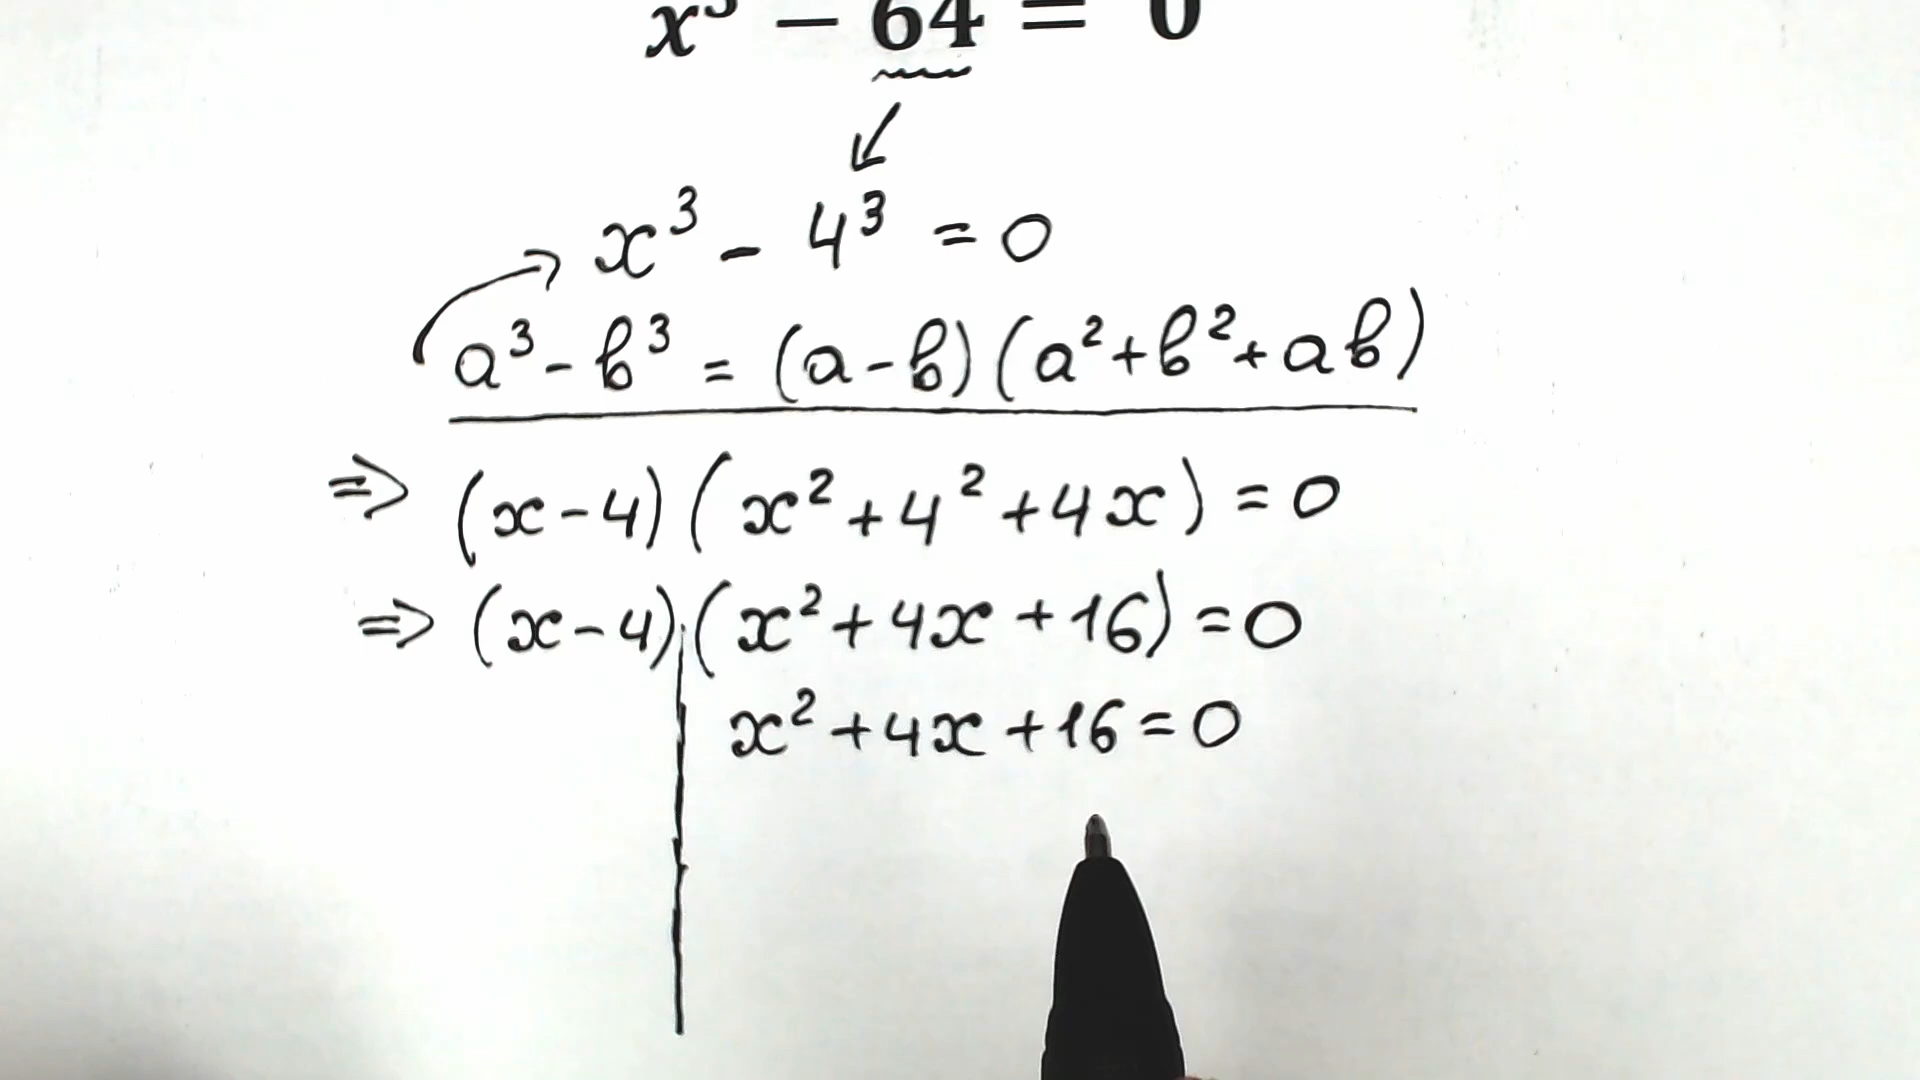 x³ − 64 = 0
x³ - 4³ = 0
a³ - b³ = (a - b)(a² + b² + ab)
⇒ (x - 4)(x² + 4² + 4x) = 0
⇒ (x - 4)(x² + 4x + 16) = 0
x² + 4x + 16 = 0